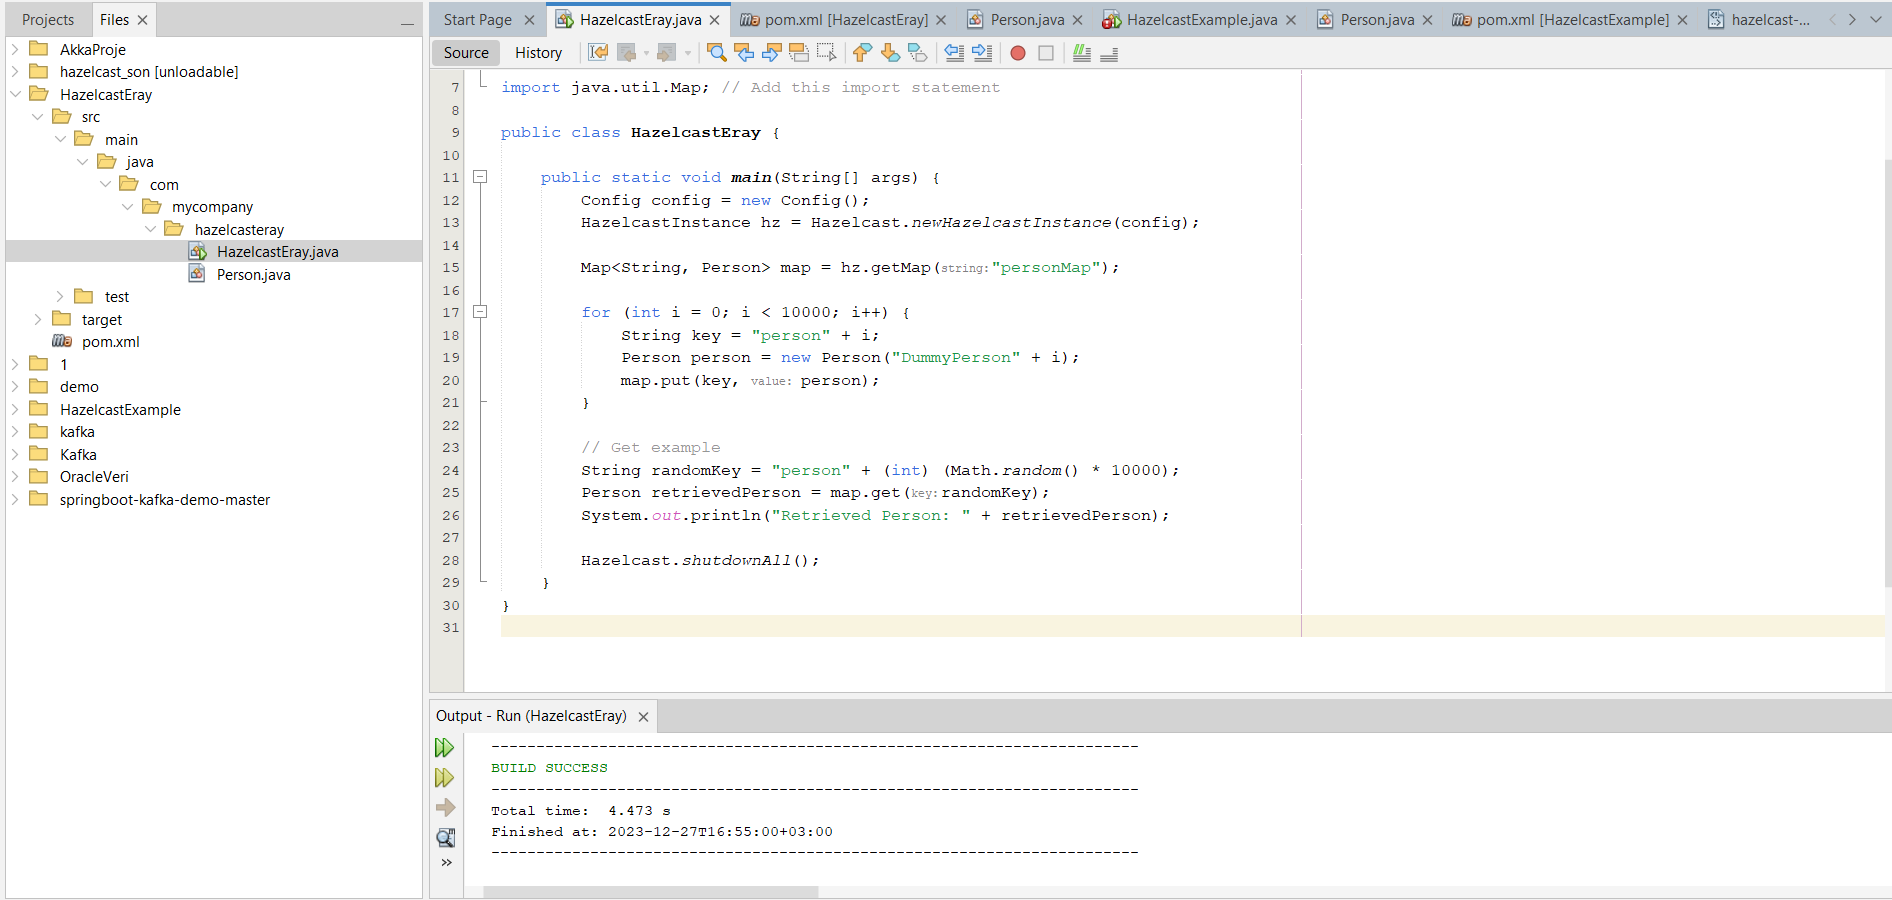 Projects Files
AkkaProje
hazelcast_son [unloadable]
HazelcastEray
src
main
java
com
mycompany
hazelcasteray
HazelcastEray.java
Person.java
test
target
pom.xml
1
demo
HazelcastExample
kafka
Kafka
OracleVeri
springboot-kafka-demo-master
Start Page HazelcastEray.java pom.xml [HazelcastEray] Person.java HazelcastExample.java Person.java pom.xml [HazelcastExample] hazelcast-...
Source History
7 import java.util.Map; // Add this import statement
8
9 public class HazelcastEray {
10
11 public static void main(String[] args) {
12 Config config = new Config();
13 HazelcastInstance hz = Hazelcast.newHazelcastInstance(config);
14
15 Map<String, Person> map = hz.getMap(string:"personMap");
16
17 for (int i = 0; i < 10000; i++) {
18 String key = "person" + i;
19 Person person = new Person("DummyPerson" + i);
20 map.put(key, value: person);
21 }
22
23 // Get example
24 String randomKey = "person" + (int) (Math.random() * 10000);
25 Person retrievedPerson = map.get(key:randomKey);
26 System.out.println("Retrieved Person: " + retrievedPerson);
27
28 Hazelcast.shutdownAll();
29 }
30 }
31
Output - Run (HazelcastEray)
------------------------------------------------------------------------
BUILD SUCCESS
------------------------------------------------------------------------
Total time:  4.473 s
Finished at: 2023-12-27T16:55:00+03:00
------------------------------------------------------------------------